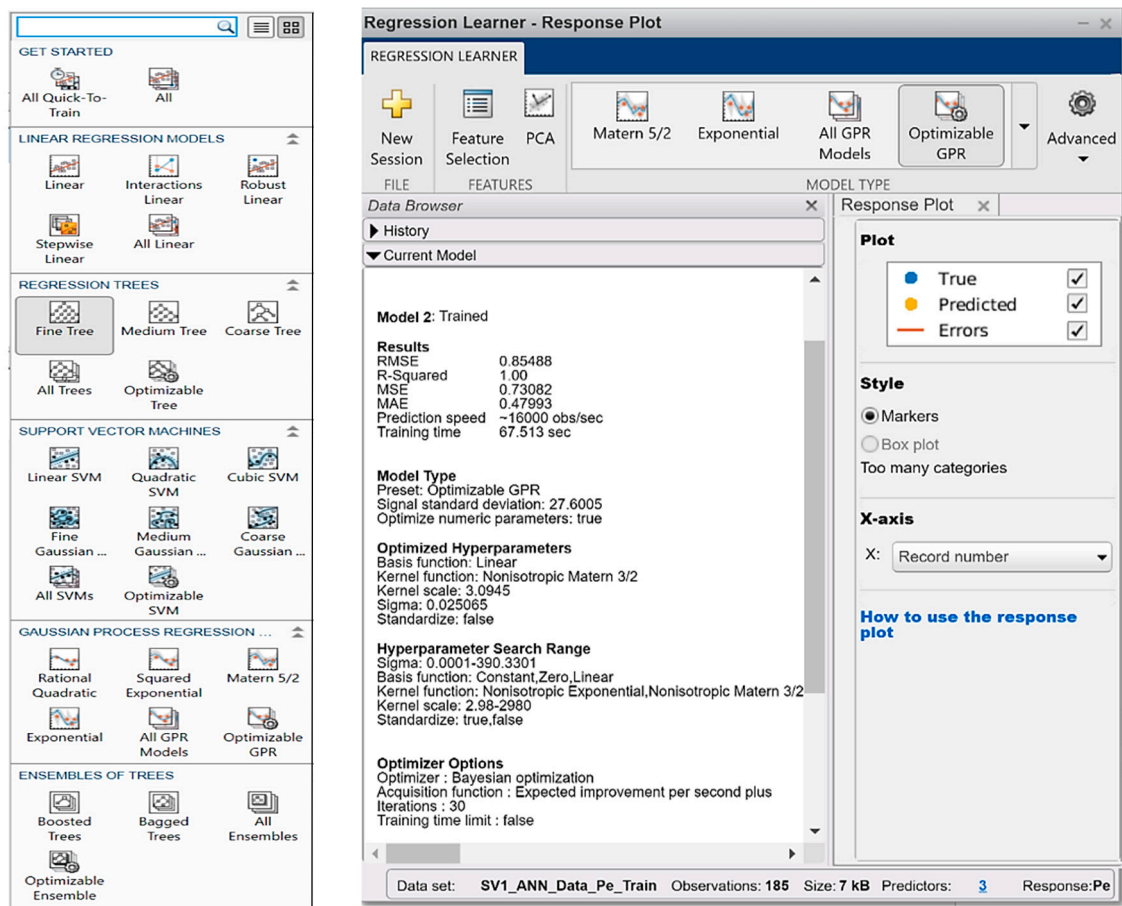 GET STARTED
All Quick-To-
Train
All
LINEAR REGRESSION MODELS
Linear
Interactions
Linear
Robust
Linear
Stepwise
Linear
All Linear
REGRESSION TREES
Fine Tree
Medium Tree
Coarse Tree
All Trees
Optimizable
Tree
SUPPORT VECTOR MACHINES
Linear SVM
Quadratic
SVM
Cubic SVM
Fine
Gaussian ...
Medium
Gaussian ...
Coarse
Gaussian ...
All SVMs
Optimizable
SVM
GAUSSIAN PROCESS REGRESSION ...
Rational
Quadratic
Squared
Exponential
Matern 5/2
Exponential
All GPR
Models
Optimizable
GPR
ENSEMBLES OF TREES
Boosted
Trees
Bagged
Trees
All
Ensembles
Optimizable
Ensemble
Regression Learner - Response Plot
REGRESSION LEARNER
New
Session
Feature
Selection
PCA
Matern 5/2
Exponential
All GPR
Models
Optimizable
GPR
Advanced
FILE
FEATURES
MODEL TYPE
Data Browser
History
Current Model
Model 2: Trained
Results
RMSE 0.85488
R-Squared 1.00
MSE 0.73082
MAE 0.47993
Prediction speed ~16000 obs/sec
Training time 67.513 sec
Model Type
Preset: Optimizable GPR
Signal standard deviation: 27.6005
Optimize numeric parameters: true
Optimized Hyperparameters
Basis function: Linear
Kernel function: Nonisotropic Matern 3/2
Kernel scale: 3.0945
Sigma: 0.025065
Standardize: false
Hyperparameter Search Range
Sigma: 0.0001-390.3301
Basis function: Constant,Zero,Linear
Kernel function: Nonisotropic Exponential,Nonisotropic Matern 3/2
Kernel scale: 2.98-2980
Standardize: true,false
Optimizer Options
Optimizer : Bayesian optimization
Acquisition function : Expected improvement per second plus
Iterations : 30
Training time limit : false
Response Plot
Plot
True
Predicted
Errors
Style
Markers
Box plot
Too many categories
X-axis
X: Record number
How to use the response
plot
Data set: SV1_ANN_Data_Pe_Train Observations: 185 Size: 7 kB Predictors: 3 Response:Pe